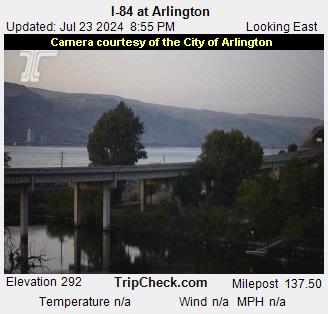 I-84 at Arlington
Updated: Jul 23 2024 8:55 PM Looking East
Camera courtesy of the City of Arlington
Elevation 292 TripCheck.com Milepost 137.50
Temperature n/a Wind n/a MPH n/a